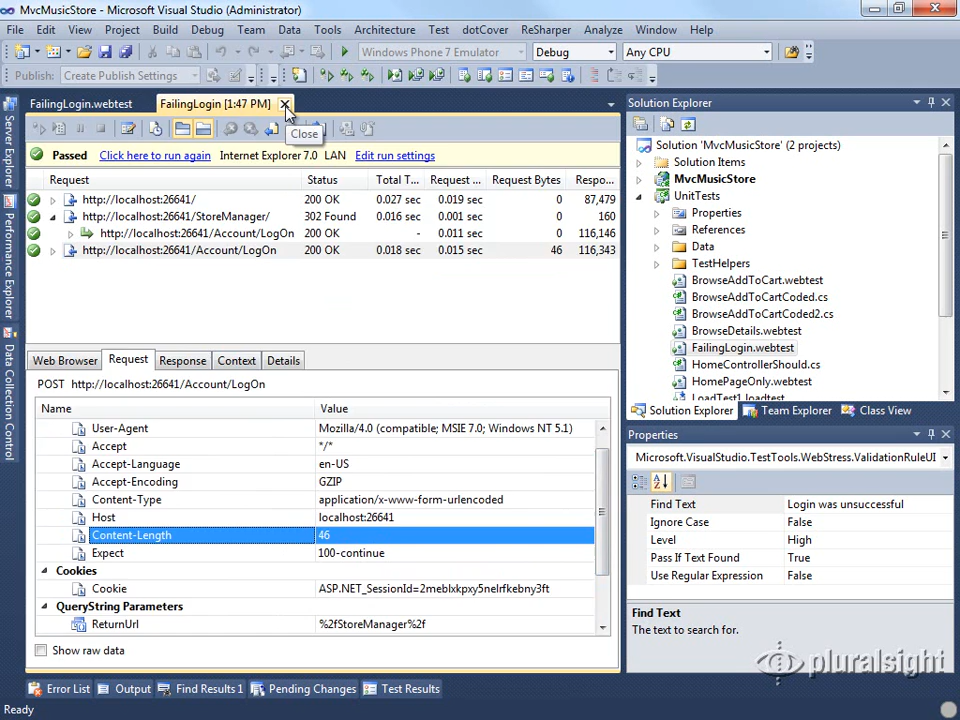 MvcMusicStore - Microsoft Visual Studio (Administrator)
File Edit View Project Build Debug Team Data Tools Architecture Test dotCover ReSharper Analyze Window Help
Windows Phone 7 Emulator Debug Any CPU
Publish: Create Publish Settings
FailingLogin.webtest FailingLogin [1:47 PM]
Close
Passed Click here to run again Internet Explorer 7.0 LAN Edit run settings
Request Status Total T... Request ... Request Bytes Respo...
http://localhost:26641/ 200 OK 0.027 sec 0.019 sec 0 87,479
http://localhost:26641/StoreManager/ 302 Found 0.016 sec 0.001 sec 0 160
http://localhost:26641/Account/LogOn 200 OK - 0.011 sec 0 116,146
http://localhost:26641/Account/LogOn 200 OK 0.018 sec 0.015 sec 46 116,343
Web Browser Request Response Context Details
POST http://localhost:26641/Account/LogOn
Name Value
User-Agent Mozilla/4.0 (compatible; MSIE 7.0; Windows NT 5.1)
Accept */*
Accept-Language en-US
Accept-Encoding GZIP
Content-Type application/x-www-form-urlencoded
Host localhost:26641
Content-Length 46
Expect 100-continue
Cookies
Cookie ASP.NET_SessionId=2meblxkpxy5nelrfkebny3ft
QueryString Parameters
ReturnUrl %2fStoreManager%2f
Show raw data
Server Explorer
Performance Explorer
Data Collection Control
Solution Explorer
Solution 'MvcMusicStore' (2 projects)
Solution Items
MvcMusicStore
UnitTests
Properties
References
Data
TestHelpers
BrowseAddToCart.webtest
BrowseAddToCartCoded.cs
BrowseAddToCartCoded2.cs
BrowseDetails.webtest
FailingLogin.webtest
HomeControllerShould.cs
HomePageOnly.webtest
LoadTest1.loadtest
Solution Explorer Team Explorer Class View
Properties
Microsoft.VisualStudio.TestTools.WebStress.ValidationRuleUI
Find Text Login was unsuccessful
Ignore Case False
Level High
Pass If Text Found True
Use Regular Expression False
Find Text
The text to search for.
pluralsight
Error List Output Find Results 1 Pending Changes Test Results
Ready